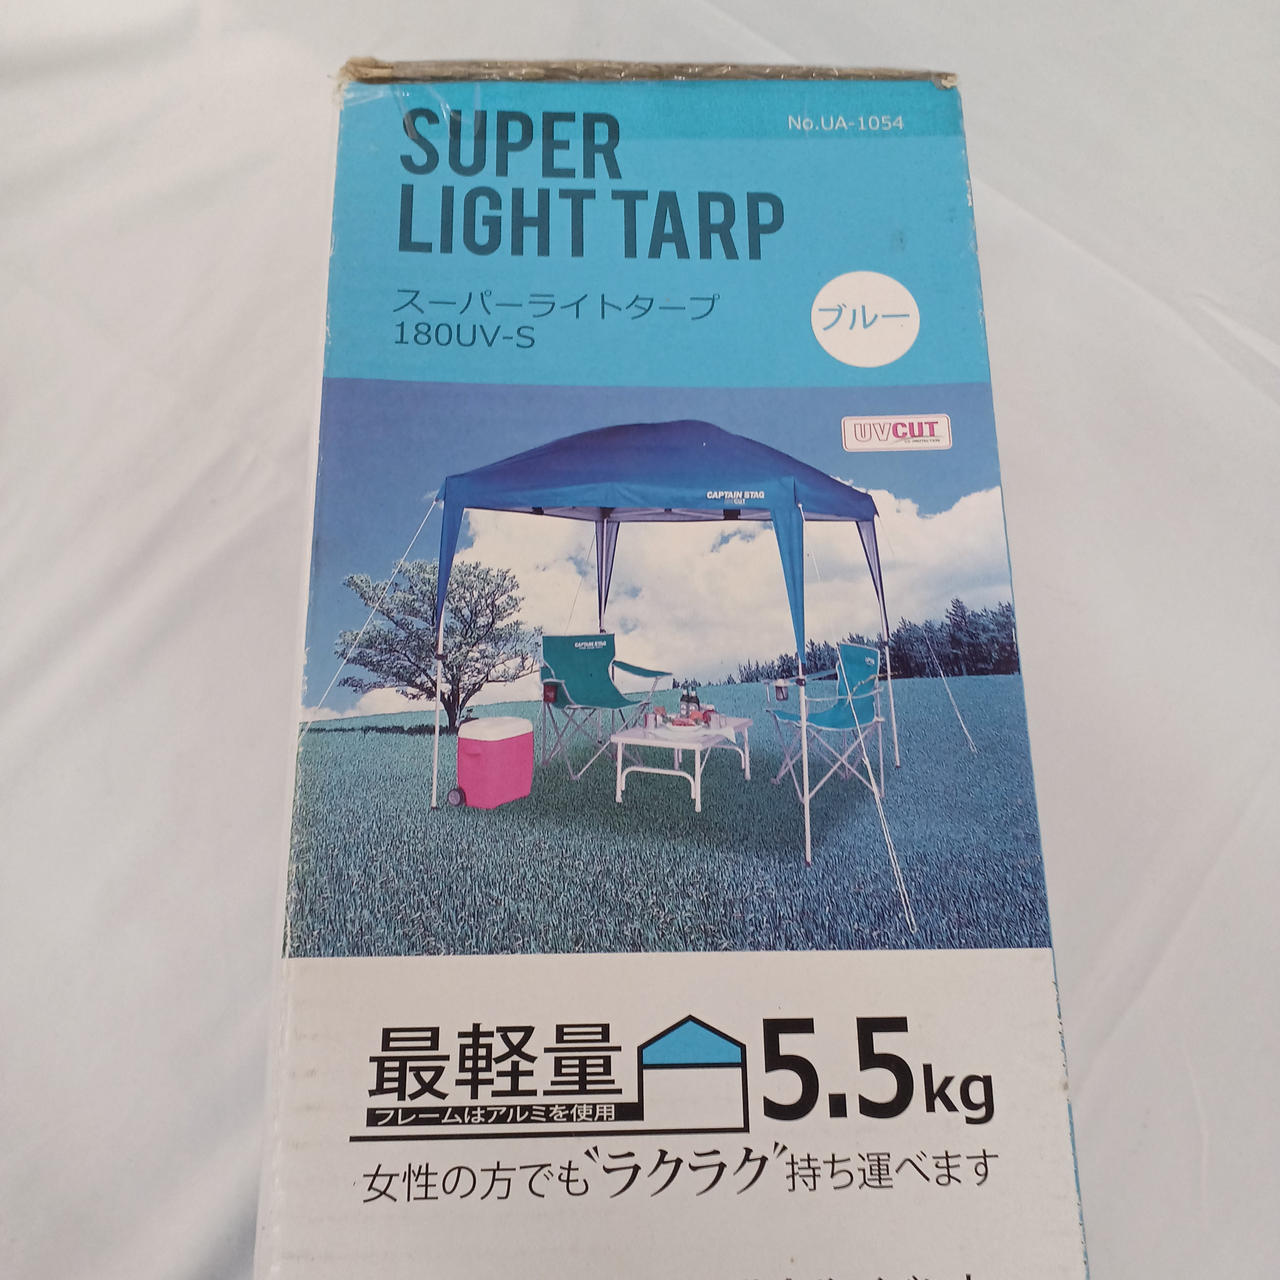 SUPER
LIGHT TARP
No.UA-1054
スーパーライトタープ
180UV-S
ブルー
UVCUT
CAPTAIN STAG
CAPTAIN STAG
最軽量
フレームはアルミを使用
5.5kg
女性の方でも"ラクラク"持ち運べます